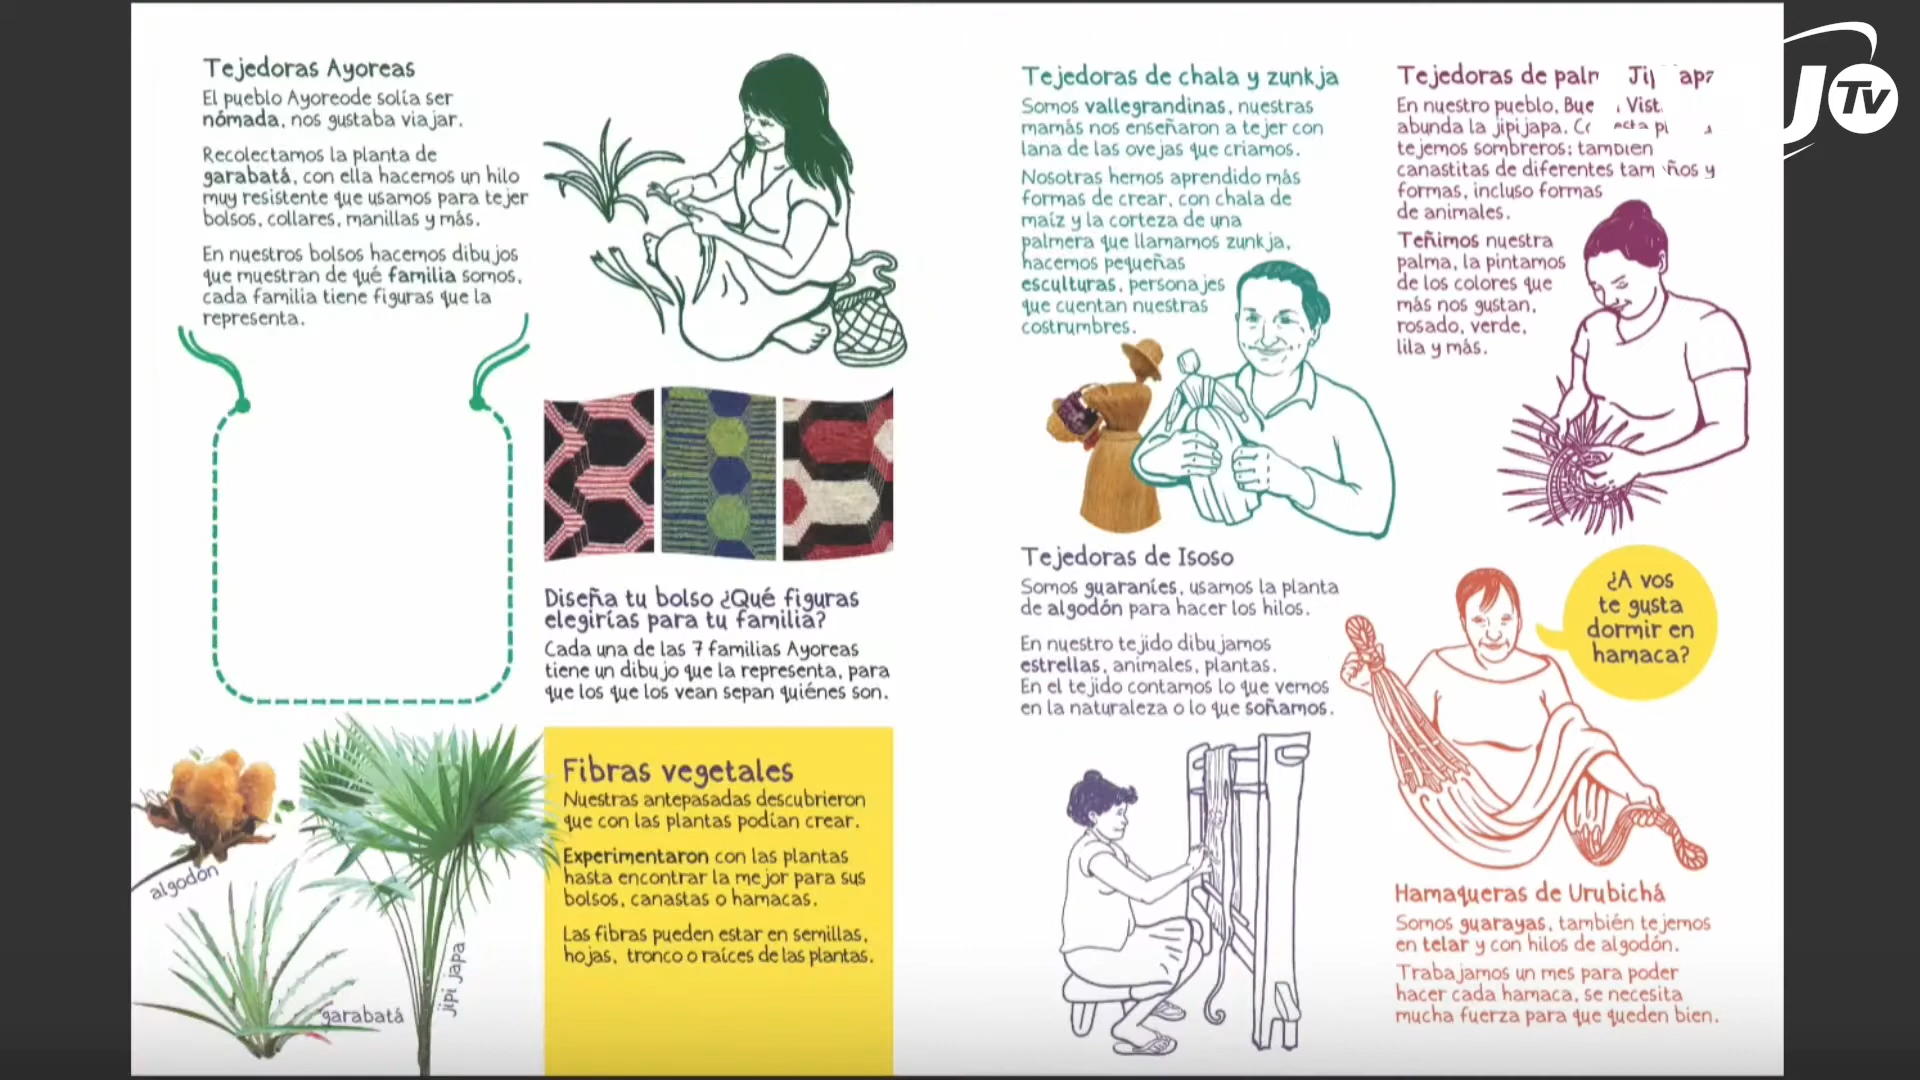 Tejedoras Ayoreas
El pueblo Ayoreode solía ser
nómada, nos gustaba viajar.
Recolectamos la planta de
garabatá, con ella hacemos un hilo
muy resistente que usamos para tejer
bolsos, collares, manillas y más.
En nuestros bolsos hacemos dibujos
que muestran de qué familia somos,
cada familia tiene figuras que la
representa.
Diseña tu bolso ¿Qué figuras
elegirías para tu familia?
Cada una de las 7 familias Ayoreas
tiene un dibujo que la representa, para
que los que los vean sepan quiénes son.
algodón
garabatá
jipi japa
Fibras vegetales
Nuestras antepasadas descubrieron
que con las plantas podían crear.
Experimentaron con las plantas
hasta encontrar la mejor para sus
bolsos, canastas o hamacas.
Las fibras pueden estar en semillas,
hojas, tronco o raíces de las plantas.
Tejedoras de chala y zunkja
Somos vallegrandinas, nuestras
mamás nos enseñaron a tejer con
lana de las ovejas que criamos.
Nosotras hemos aprendido más
formas de crear, con chala de
maíz y la corteza de una
palmera que llamamos zunkja,
hacemos pequeñas
esculturas, personajes
que cuentan nuestras
costrumbres.
Tejedoras de
En nuestro pueblo,
abunda la jipijapa.
tejemos sombreros; también
canastitas de diferentes y
formas, incluso formas
de animales.
Teñimos nuestra
palma, la pintamos
de los colores que
más nos gustan,
rosado, verde,
lila y más.
Tejedoras de Isoso
Somos guaraníes, usamos la planta
de algodón para hacer los hilos.
En nuestro tejido dibujamos
estrellas, animales, plantas.
En el tejido contamos lo que vemos
en la naturaleza o lo que soñamos.
¿A vos
te gusta
dormir en
hamaca?
Hamaqueras de Urubichá
Somos guarayas, también tejemos
en telar y con hilos de algodón.
Trabajamos un mes para poder
hacer cada hamaca, se necesita
mucha fuerza para que queden bien.
J TV